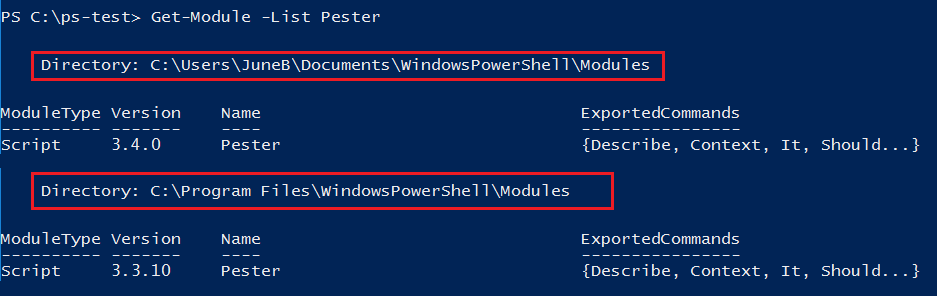 PS C:\ps-test> Get-Module -List Pester
Directory: C:\Users\JuneB\Documents\WindowsPowerShell\Modules
ModuleType Version    Name                                ExportedCommands
---------- -------    ----                                ----------------
Script     3.4.0      Pester                              {Describe, Context, It, Should...}
Directory: C:\Program Files\WindowsPowerShell\Modules
ModuleType Version    Name                                ExportedCommands
---------- -------    ----                                ----------------
Script     3.3.10     Pester                              {Describe, Context, It, Should...}